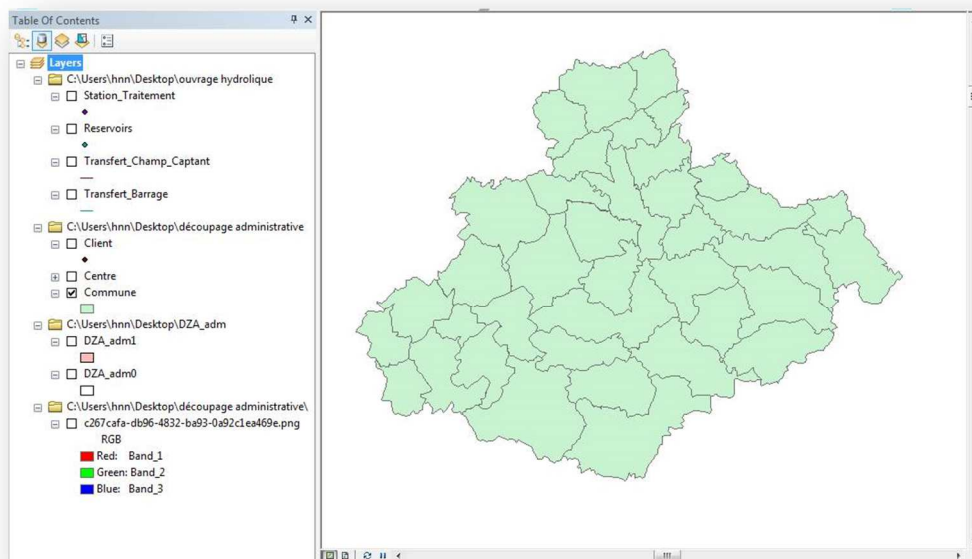 Table Of Contents
Layers
C:\Users\hnn\Desktop\ouvrage hydrolique
Station_Traitement
Reservoirs
Transfert_Champ_Captant
Transfert_Barrage
C:\Users\hnn\Desktop\découpage administrative
Client
Centre
Commune
C:\Users\hnn\Desktop\DZA_adm
DZA_adm1
DZA_adm0
C:\Users\hnn\Desktop\découpage administrative\
c267cafa-db96-4832-ba93-0a92c1ea469e.png
RGB
Red: Band_1
Green: Band_2
Blue: Band_3